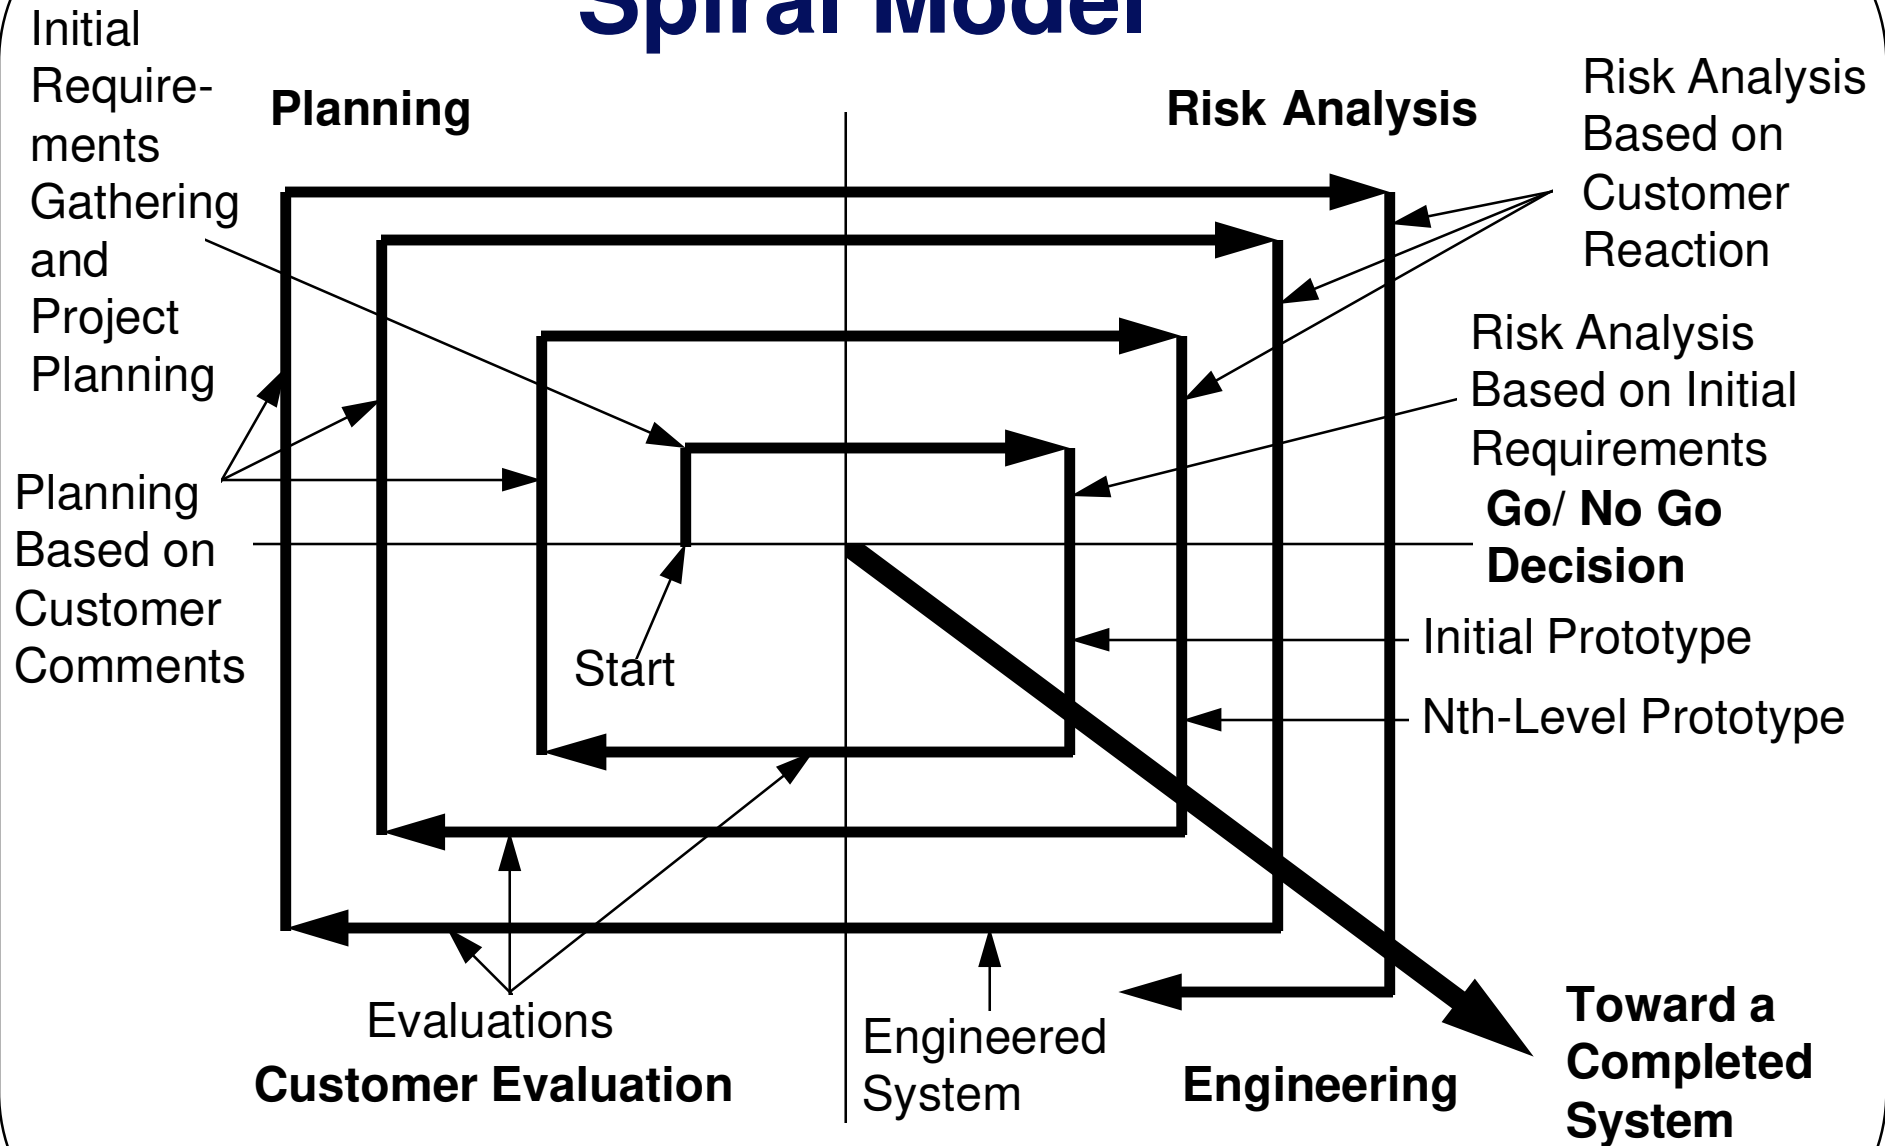 Spiral Model
Initial
Require-
ments
Gathering
and
Project
Planning
Planning
Risk Analysis
Risk Analysis
Based on
Customer
Reaction
Risk Analysis
Based on Initial
Requirements
Go/ No Go
Decision
Planning
Based on
Customer
Comments
Start
Initial Prototype
Nth-Level Prototype
Evaluations
Customer Evaluation
Engineered
System
Engineering
Toward a
Completed
System